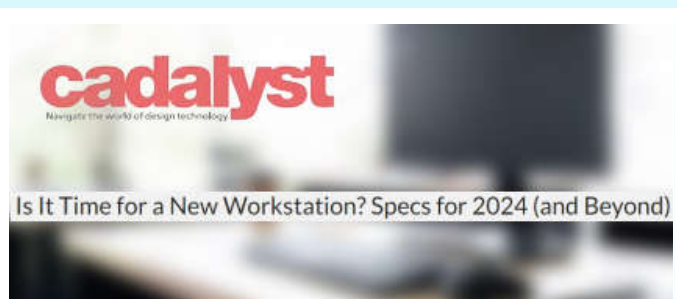 cadalyst
Navigate the world of design technology
Is It Time for a New Workstation? Specs for 2024 (and Beyond)